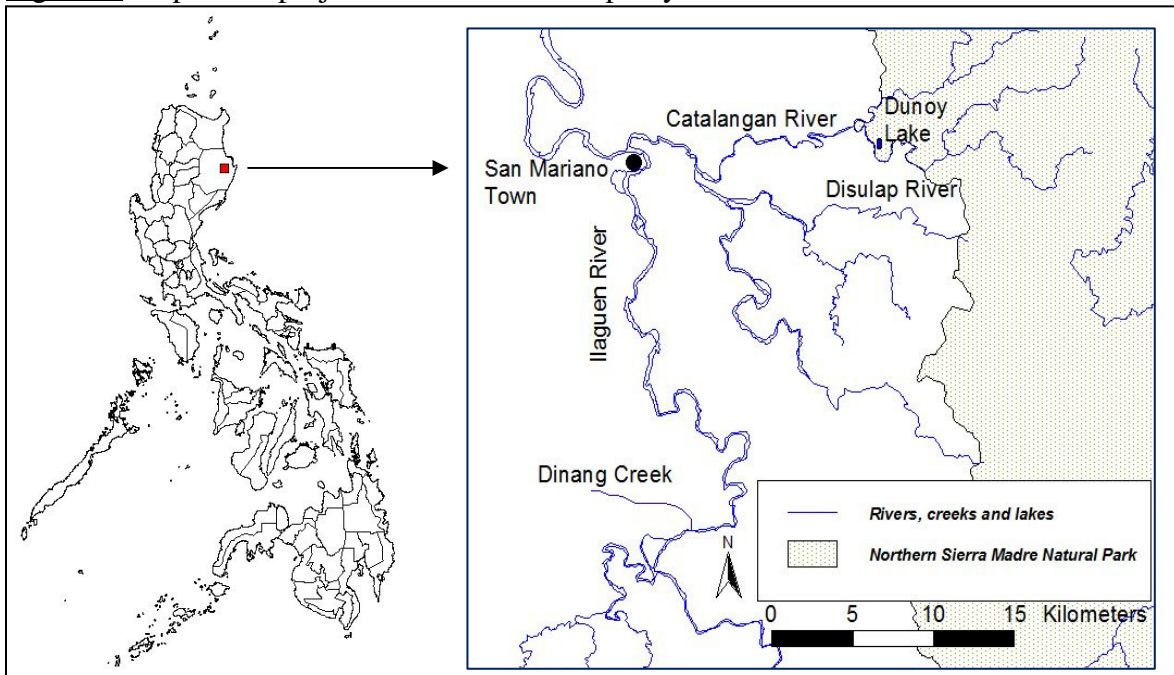 Catalangan River
Dunoy
Lake
San Mariano
Town
Disulap River
Ilaguen River
Dinang Creek
N
Rivers, creeks and lakes
Northern Sierra Madre Natural Park
0 5 10 15 Kilometers